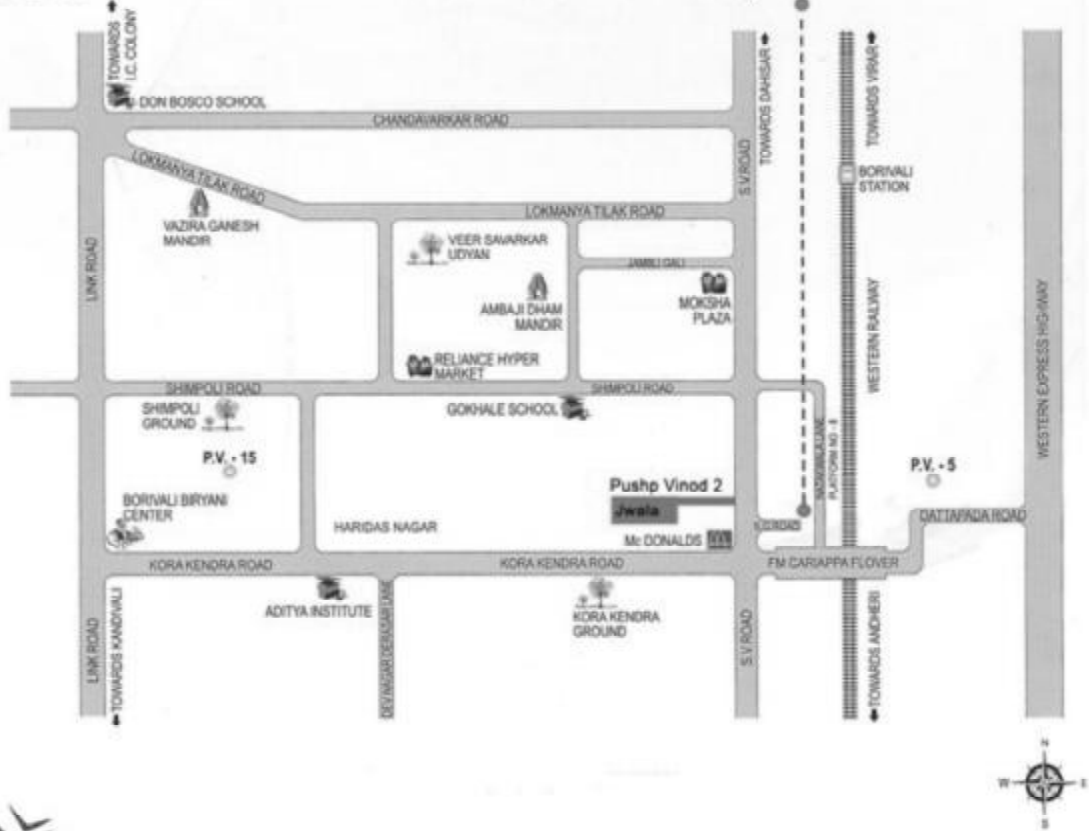 TOWARDS
I.C. COLONY
DON BOSCO SCHOOL
CHANDAVARKAR ROAD
TOWARDS DAHISAR
TOWARDS VIRAR
S.V.ROAD
LOKMANYA TILAK ROAD
BORIVALI
STATION
LOKMANYA TILAK ROAD
VAZIRA GANESH
MANDIR
VEER SAVARKAR
UDYAN
LINK ROAD
JAMBLI GALI
AMBAJI DHAM
MANDIR
MOKSHA
PLAZA
WESTERN RAILWAY
WESTERN EXPRESS HIGHWAY
RELIANCE HYPER
MARKET
SHIMPOLI ROAD
SHIMPOLI ROAD
SHIMPOLI
GROUND
GOKHALE SCHOOL
PLATFORM NO - 8
P.V. - 15
P.V. - 5
Pushp Vinod 2
Jwala
BORIVALI BIRYANI
CENTER
HARIDAS NAGAR
Mc DONALDS
DATTAPADA ROAD
KORA KENDRA ROAD
KORA KENDRA ROAD
FM CARIAPPA FLOVER
ADITYA INSTITUTE
DEV NAGAR DERASAR LANE
KORA KENDRA
GROUND
LINK ROAD
TOWARDS KANDIVALI
S.V ROAD
TOWARDS ANDHERI
N
W
E
S